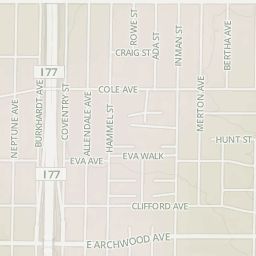 ROWE ST
ADA ST
INMAN ST
BERTHA AVE
CRAIG ST
177
COLE AVE
NEPTUNE AVE
BURKHARDT AVE
COVENTRY ST
ALLENDALE AVE
HAMMEL ST
MERTON AVE
HUNT ST
EVA AVE
EVA WALK
177
CLIFFORD AVE
E ARCHWOOD AVE